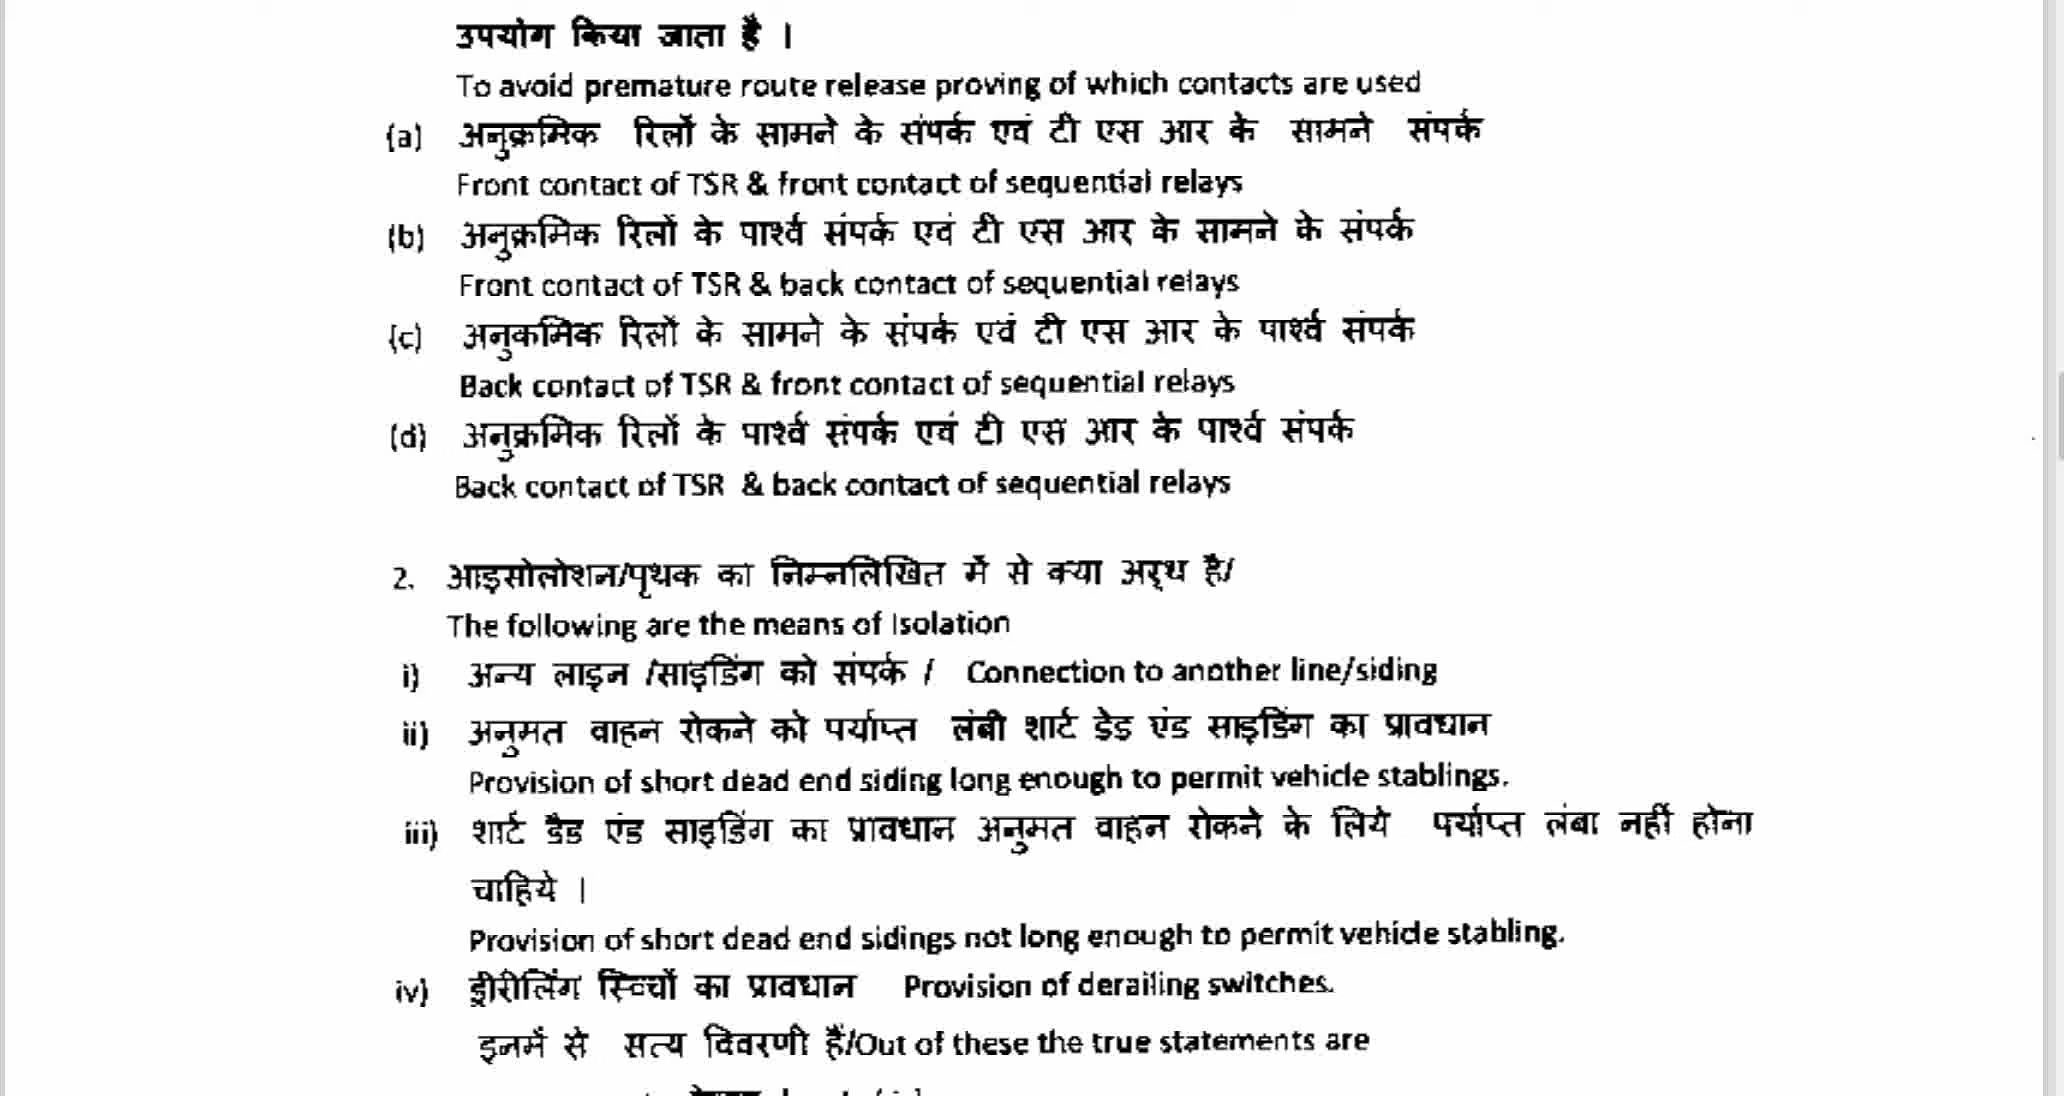 उपयोग किया जाता है ।
To avoid premature route release proving of which contacts are used
(a) अनुक्रमिक रिलों के सामने के संपर्क एवं टी एस आर के सामने संपर्क
Front contact of TSR & front contact of sequential relays
(b) अनुक्रमिक रिलों के पार्श्व संपर्क एवं टी एस आर के सामने के संपर्क
Front contact of TSR & back contact of sequential relays
(c) अनुकमिक रिलों के सामने के संपर्क एवं टी एस आर के पार्श्व संपर्क
Back contact of TSR & front contact of sequential relays
(d) अनुक्रमिक रिलों के पार्श्व संपर्क एवं टी एस आर के पार्श्व संपर्क
Back contact of TSR & back contact of sequential relays
2. आइसोलोशन/पृथक का निम्नलिखित में से क्या अर्थ है/
The following are the means of Isolation
i) अन्य लाइन /साइडिंग को संपर्क / Connection to another line/siding
ii) अनुमत वाहन रोकने को पर्याप्त लंबी शार्ट डेड एंड साइडिंग का प्रावधान
Provision of short dead end siding long enough to permit vehicle stablings.
iii) शार्ट डैड एंड साइडिंग का प्रावधान अनुमत वाहन रोकने के लिये पर्याप्त लंबा नहीं होना
चाहिये ।
Provision of short dead end sidings not long enough to permit vehicle stabling.
iv) ड्रीरीलिंग स्विचों का प्रावधान Provision of derailing switches.
इनमें से सत्य विवरणी हैं/Out of these the true statements are